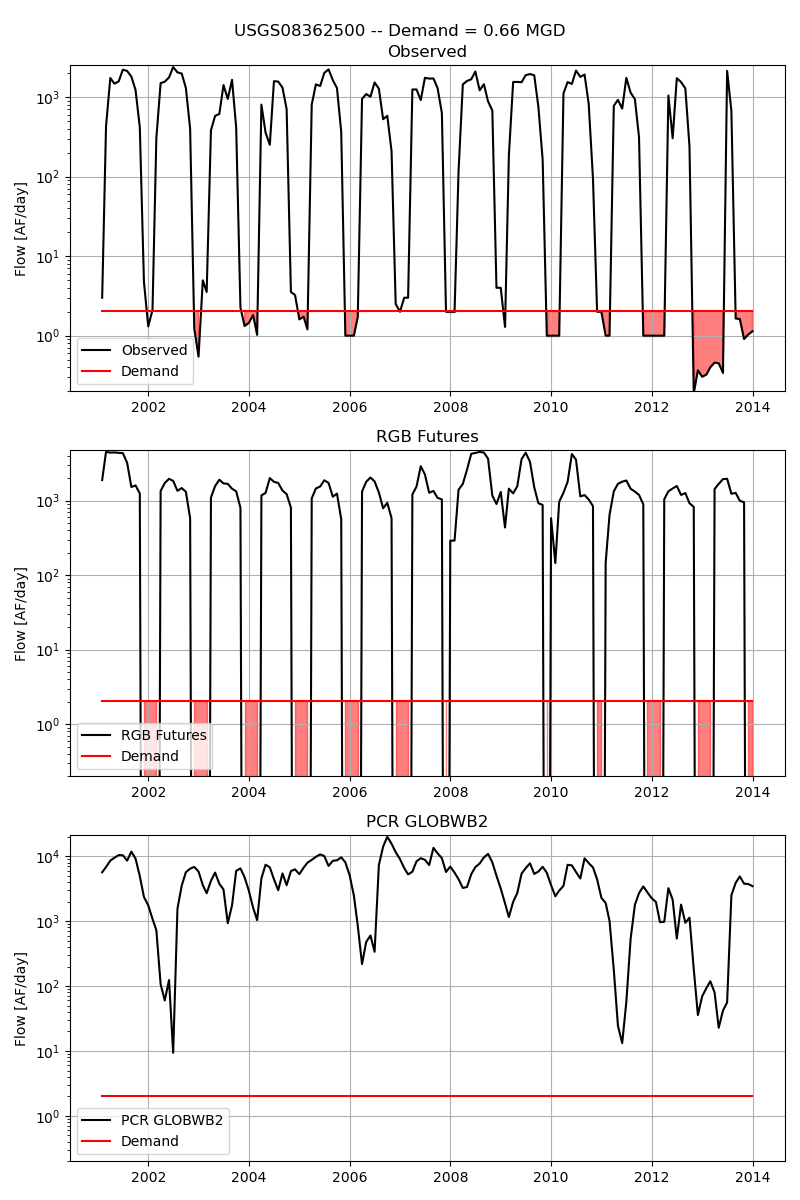 USGS08362500 -- Demand = 0.66 MGD
Observed
Flow [AF/day]
10³
10²
10¹
10⁰
Observed
Demand
2002 2004 2006 2008 2010 2012 2014
RGB Futures
Flow [AF/day]
10³
10²
10¹
10⁰
RGB Futures
Demand
2002 2004 2006 2008 2010 2012 2014
PCR GLOBWB2
Flow [AF/day]
10⁴
10³
10²
10¹
10⁰
PCR GLOBWB2
Demand
2002 2004 2006 2008 2010 2012 2014